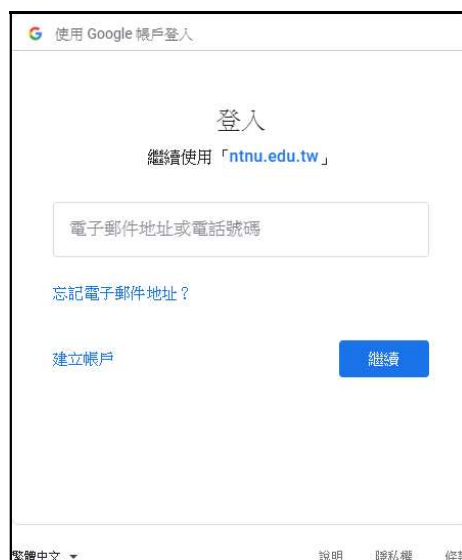 使用 Google 帳戶登入
登入
繼續使用「ntnu.edu.tw」
電子郵件地址或電話號碼
忘記電子郵件地址？
建立帳戶 繼續
繁體中文 說明 隱私權